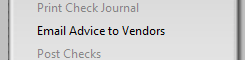 Print Check Journal
Email Advice to Vendors
Post Checks